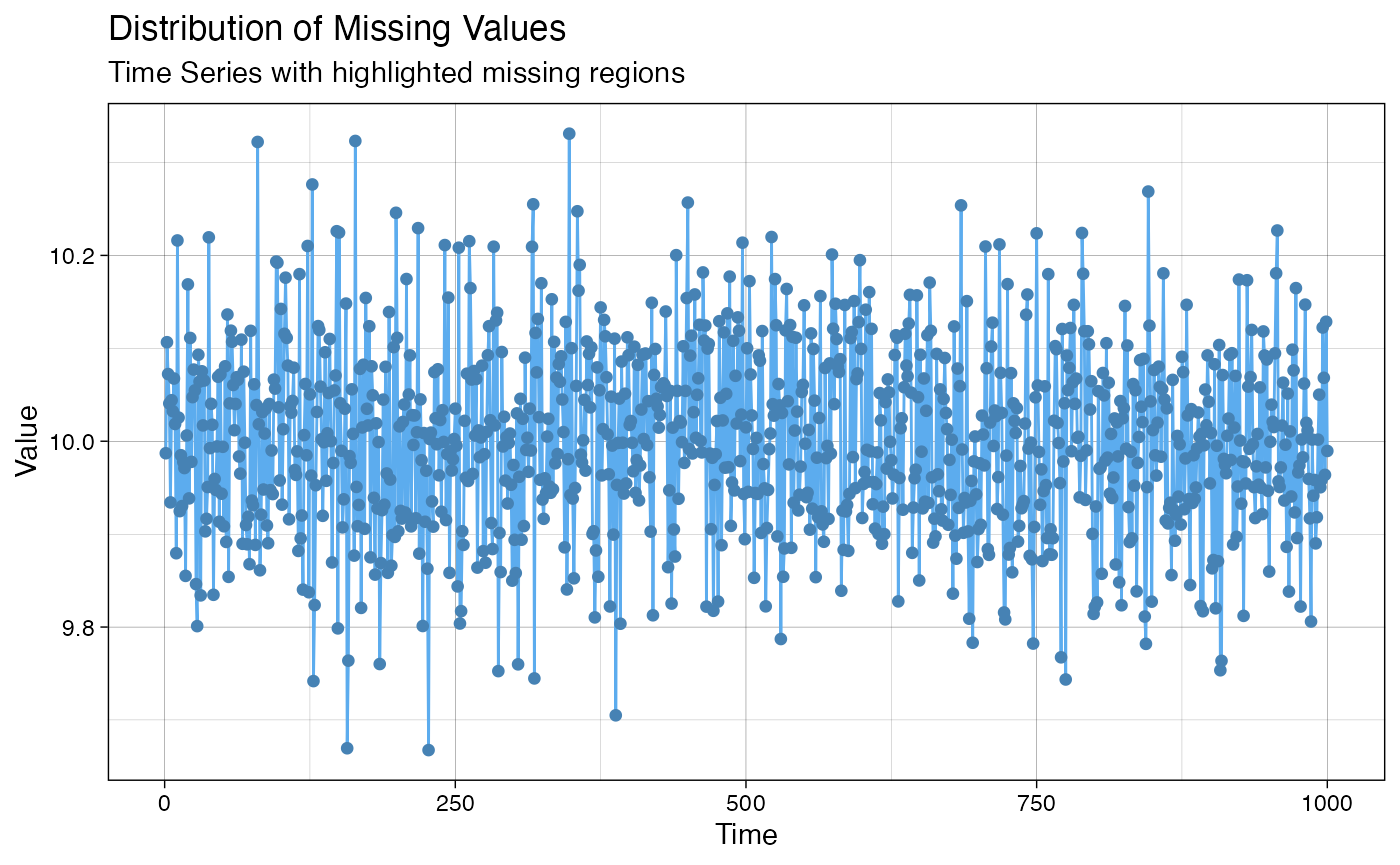 Distribution of Missing Values
Time Series with highlighted missing regions
Value
10.2
10.0
9.8
0 250 500 750 1000
Time